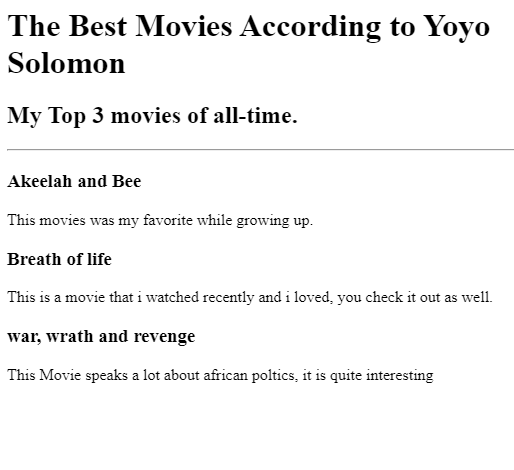 The Best Movies According to Yoyo
Solomon
My Top 3 movies of all-time.
Akeelah and Bee
This movies was my favorite while growing up.
Breath of life
This is a movie that i watched recently and i loved, you check it out as well.
war, wrath and revenge
This Movie speaks a lot about african poltics, it is quite interesting